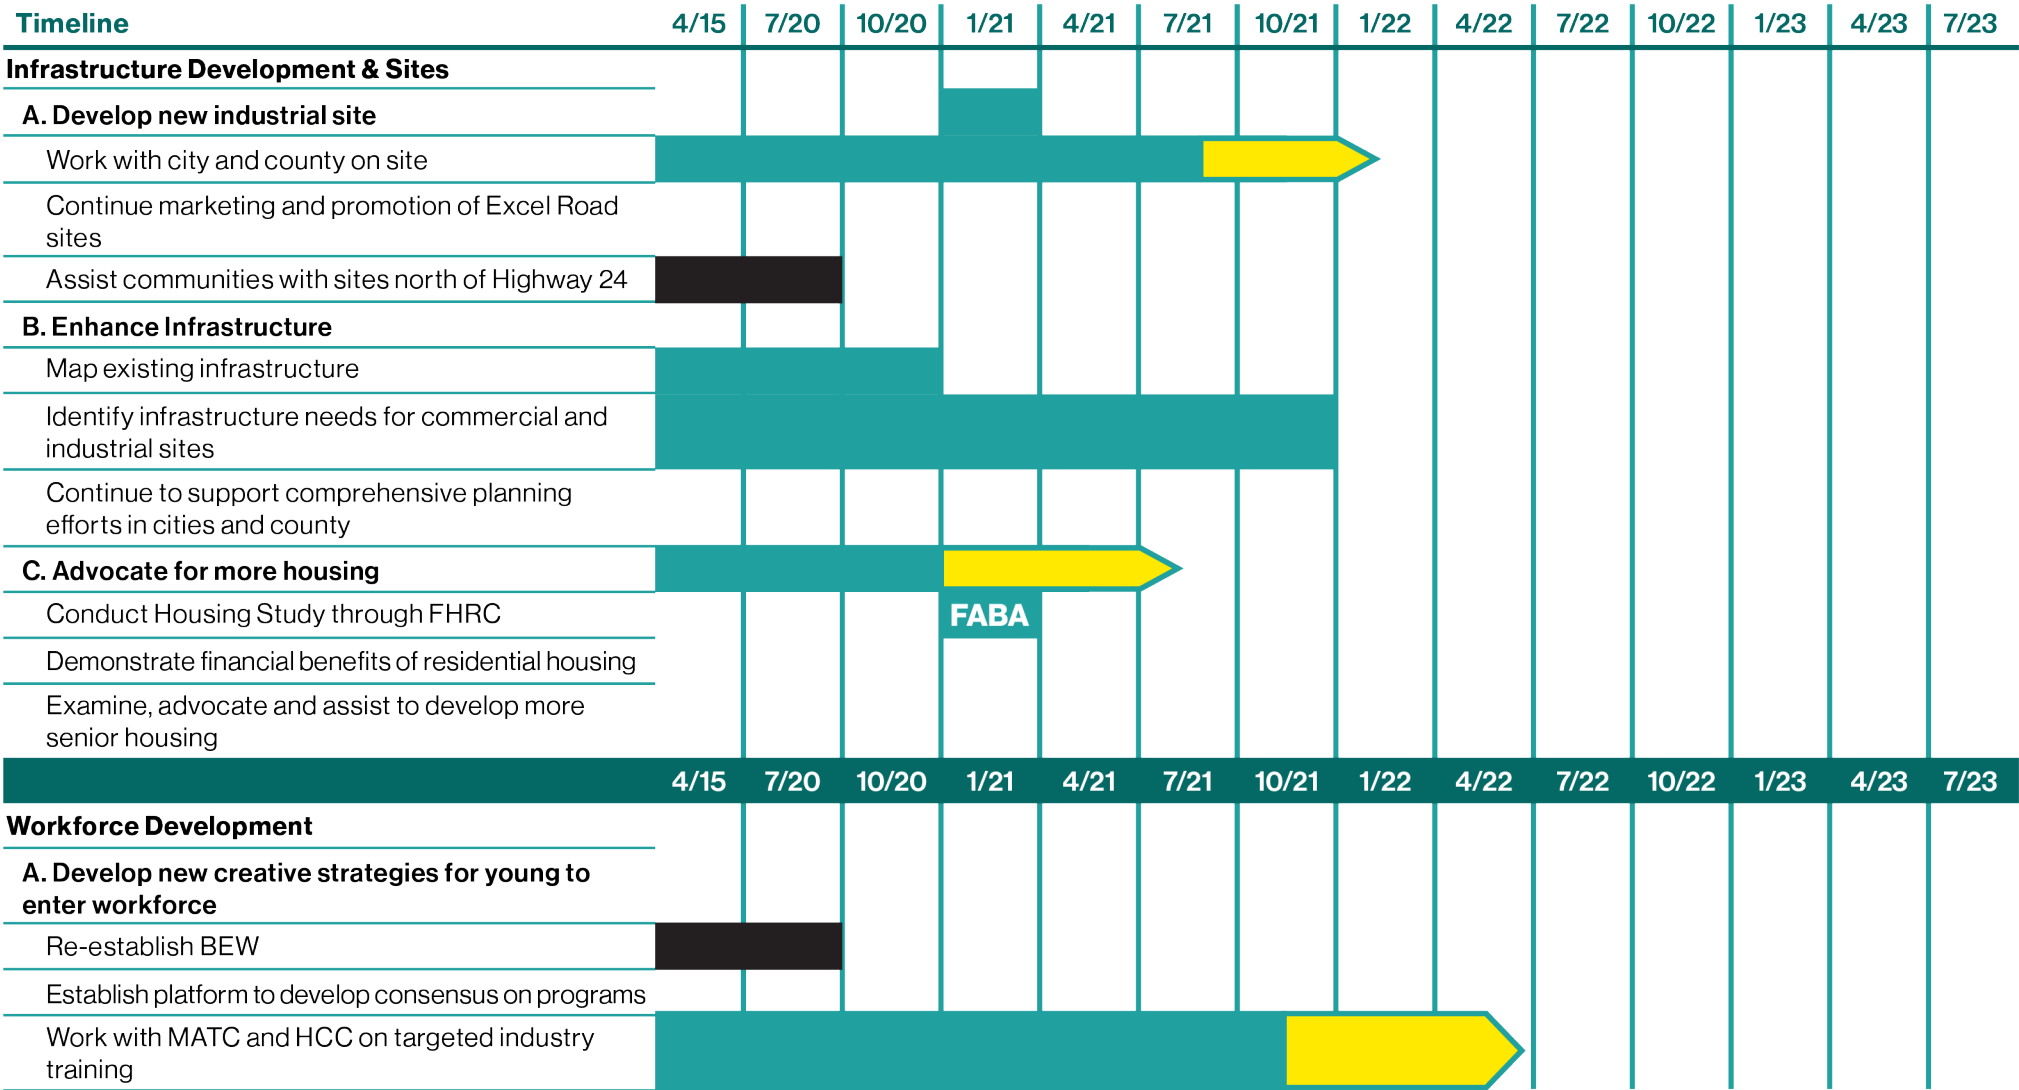 Timeline 4/15 7/20 10/20 1/21 4/21 7/21 10/21 1/22 4/22 7/22 10/22 1/23 4/23 7/23
Infrastructure Development & Sites
A. Develop new industrial site
Work with city and county on site
Continue marketing and promotion of Excel Road
sites
Assist communities with sites north of Highway 24
B. Enhance Infrastructure
Map existing infrastructure
Identify infrastructure needs for commercial and
industrial sites
Continue to support comprehensive planning
efforts in cities and county
C. Advocate for more housing
Conduct Housing Study through FHRC FABA
Demonstrate financial benefits of residential housing
Examine, advocate and assist to develop more
senior housing
4/15 7/20 10/20 1/21 4/21 7/21 10/21 1/22 4/22 7/22 10/22 1/23 4/23 7/23
Workforce Development
A. Develop new creative strategies for young to
enter workforce
Re-establish BEW
Establish platform to develop consensus on programs
Work with MATC and HCC on targeted industry
training